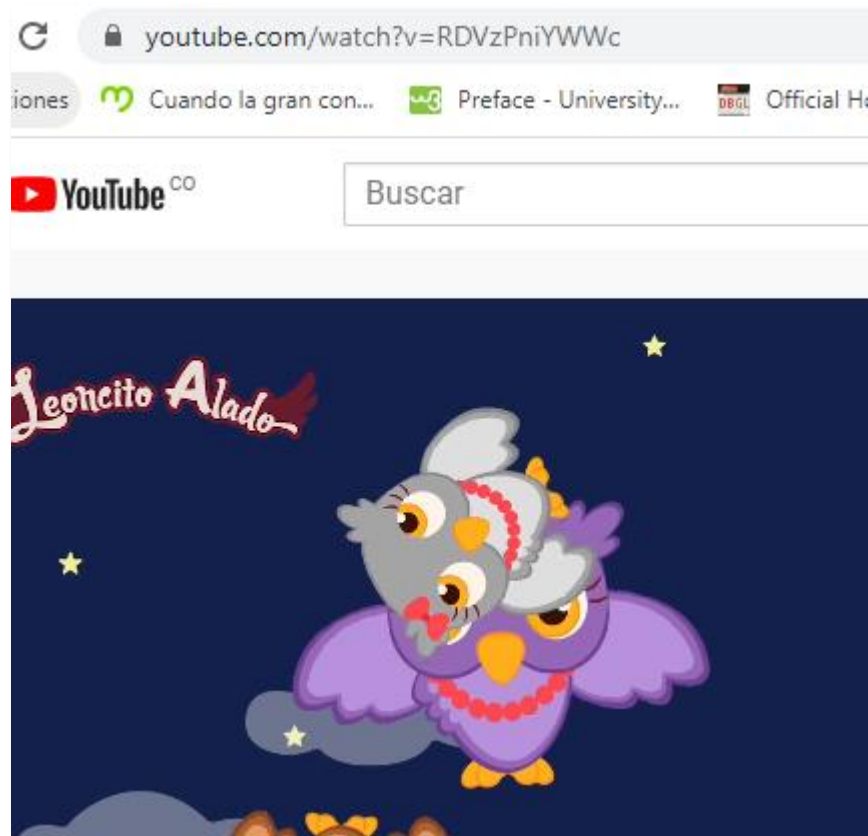 youtube.com/watch?v=RDVzPniYWWc
iones Cuando la gran con... Preface - University... DBGL Official Ho
YouTube CO Buscar
Leoncito Alado